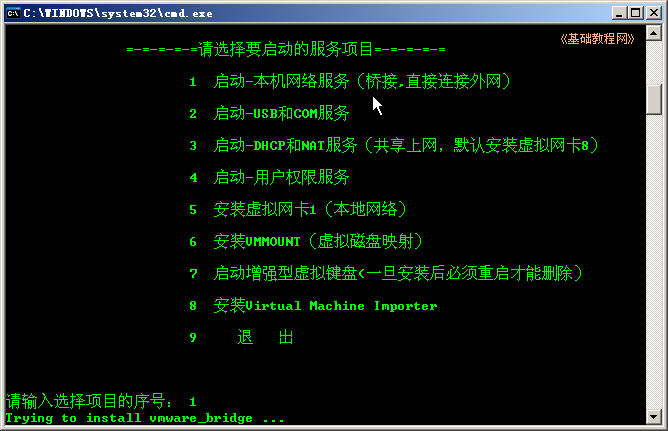 C:\WINDOWS\system32\cmd.exe
《基础教程网》
=-=-=-=-=请选择要启动的服务项目=-=-=-=-=
1 启动-本机网络服务（桥接,直接连接外网）
2 启动-USB和COM服务
3 启动-DHCP和NAT服务（共享上网，默认安装虚拟网卡8）
4 启动-用户权限服务
5 安装虚拟网卡1（本地网络）
6 安装VMMOUNT（虚拟磁盘映射）
7 启动增强型虚拟键盘<一旦安装后必须重启才能删除）
8 安装Virtual Machine Importer
9 退 出
请输入选择项目的序号： 1
Trying to install vmware_bridge ...